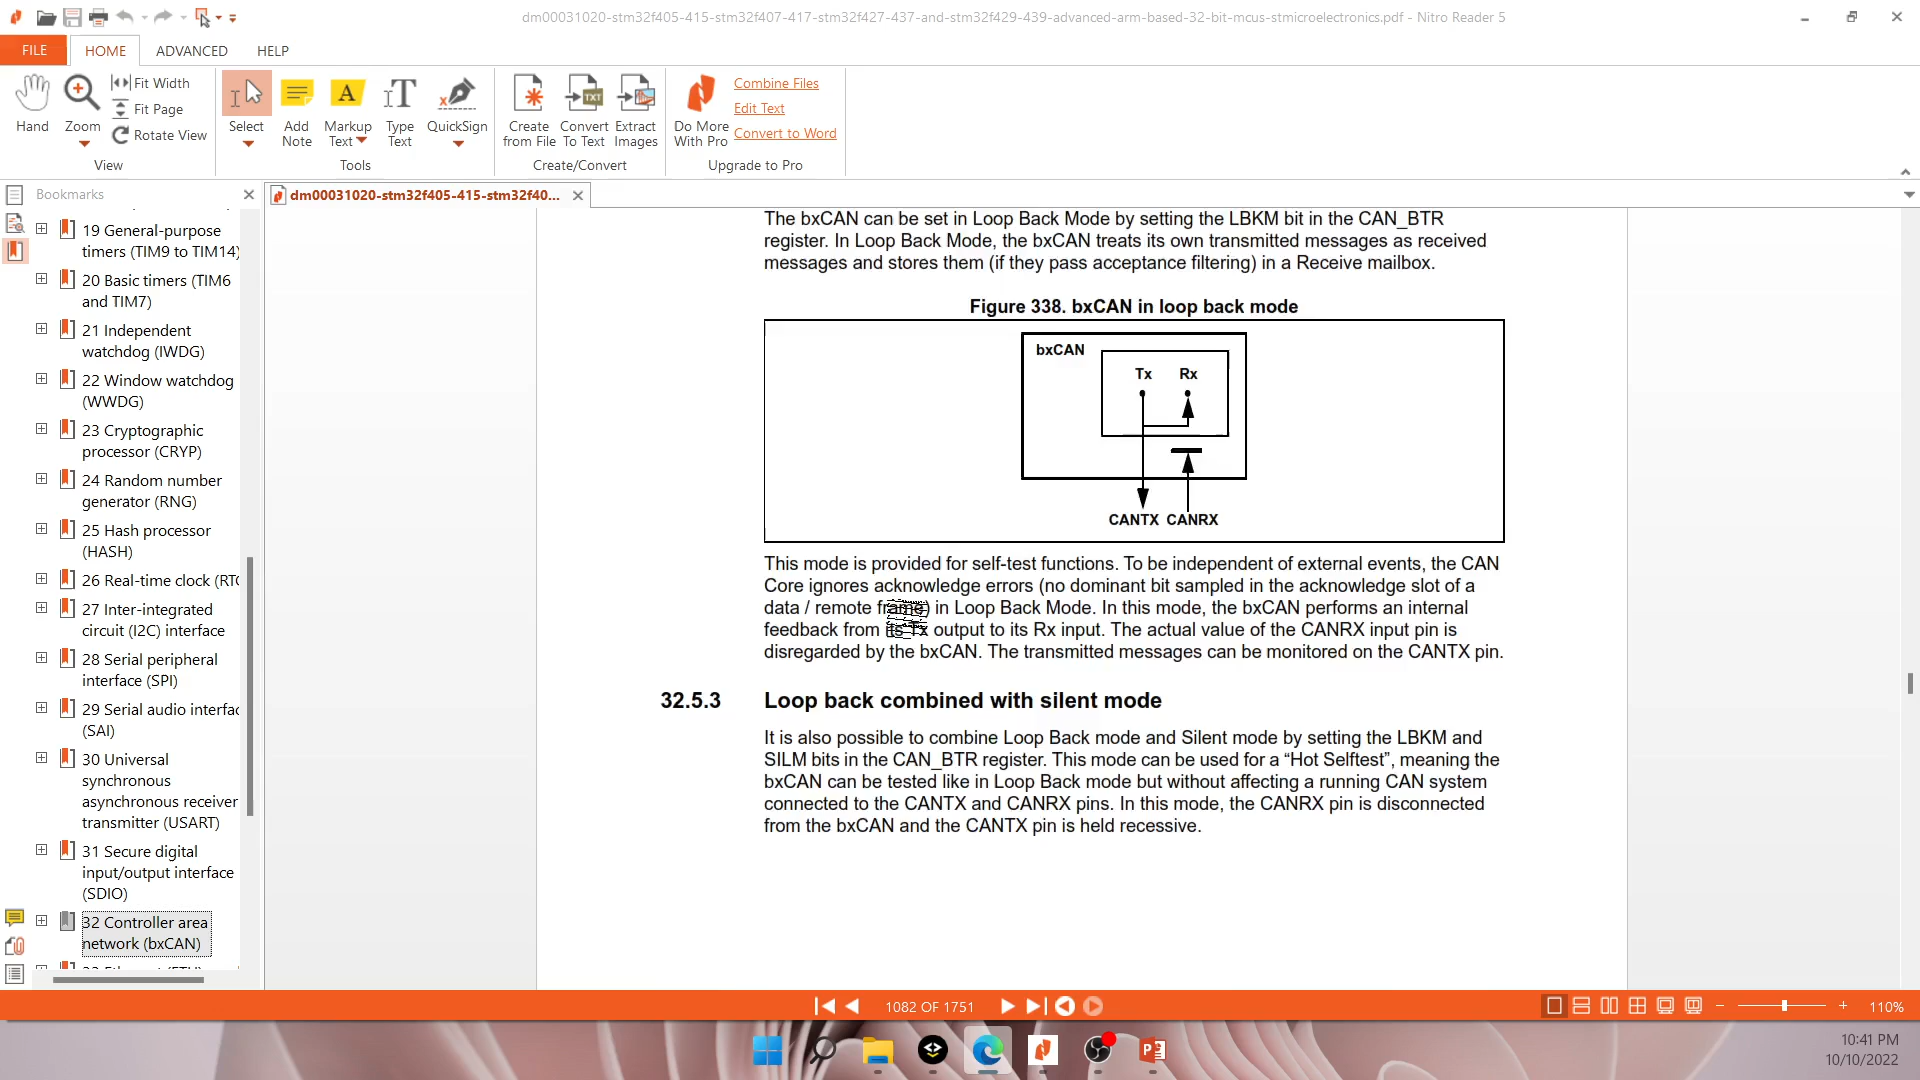 dm00031020-stm32f405-415-stm32f407-417-stm32f427-437-and-stm32f429-439-advanced-arm-based-32-bit-mcus-stmicroelectronics.pdf - Nitro Reader 5
FILE
HOME
ADVANCED
HELP
Hand
Zoom
Fit Width
Fit Page
Rotate View
View
Select
Add Note
Markup Text
Type Text
QuickSign
Tools
Create from File
Convert To Text
Extract Images
Create/Convert
Do More With Pro
Combine Files
Edit Text
Convert to Word
Upgrade to Pro
Bookmarks
dm00031020-stm32f405-415-stm32f40...
19 General-purpose
timers (TIM9 to TIM14)
20 Basic timers (TIM6
and TIM7)
21 Independent
watchdog (IWDG)
22 Window watchdog
(WWDG)
23 Cryptographic
processor (CRYP)
24 Random number
generator (RNG)
25 Hash processor
(HASH)
26 Real-time clock (RTC
27 Inter-integrated
circuit (I2C) interface
28 Serial peripheral
interface (SPI)
29 Serial audio interfac
(SAI)
30 Universal
synchronous
asynchronous receiver
transmitter (USART)
31 Secure digital
input/output interface
(SDIO)
32 Controller area
network (bxCAN)
The bxCAN can be set in Loop Back Mode by setting the LBKM bit in the CAN_BTR
register. In Loop Back Mode, the bxCAN treats its own transmitted messages as received
messages and stores them (if they pass acceptance filtering) in a Receive mailbox.
Figure 338. bxCAN in loop back mode
bxCAN
Tx Rx
CANTX CANRX
This mode is provided for self-test functions. To be independent of external events, the CAN
Core ignores acknowledge errors (no dominant bit sampled in the acknowledge slot of a
data / remote frame) in Loop Back Mode. In this mode, the bxCAN performs an internal
feedback from its Tx output to its Rx input. The actual value of the CANRX input pin is
disregarded by the bxCAN. The transmitted messages can be monitored on the CANTX pin.
32.5.3 Loop back combined with silent mode
It is also possible to combine Loop Back mode and Silent mode by setting the LBKM and
SILM bits in the CAN_BTR register. This mode can be used for a “Hot Selftest”, meaning the
bxCAN can be tested like in Loop Back mode but without affecting a running CAN system
connected to the CANTX and CANRX pins. In this mode, the CANRX pin is disconnected
from the bxCAN and the CANTX pin is held recessive.
1082 OF 1751
110%
10:41 PM
10/10/2022